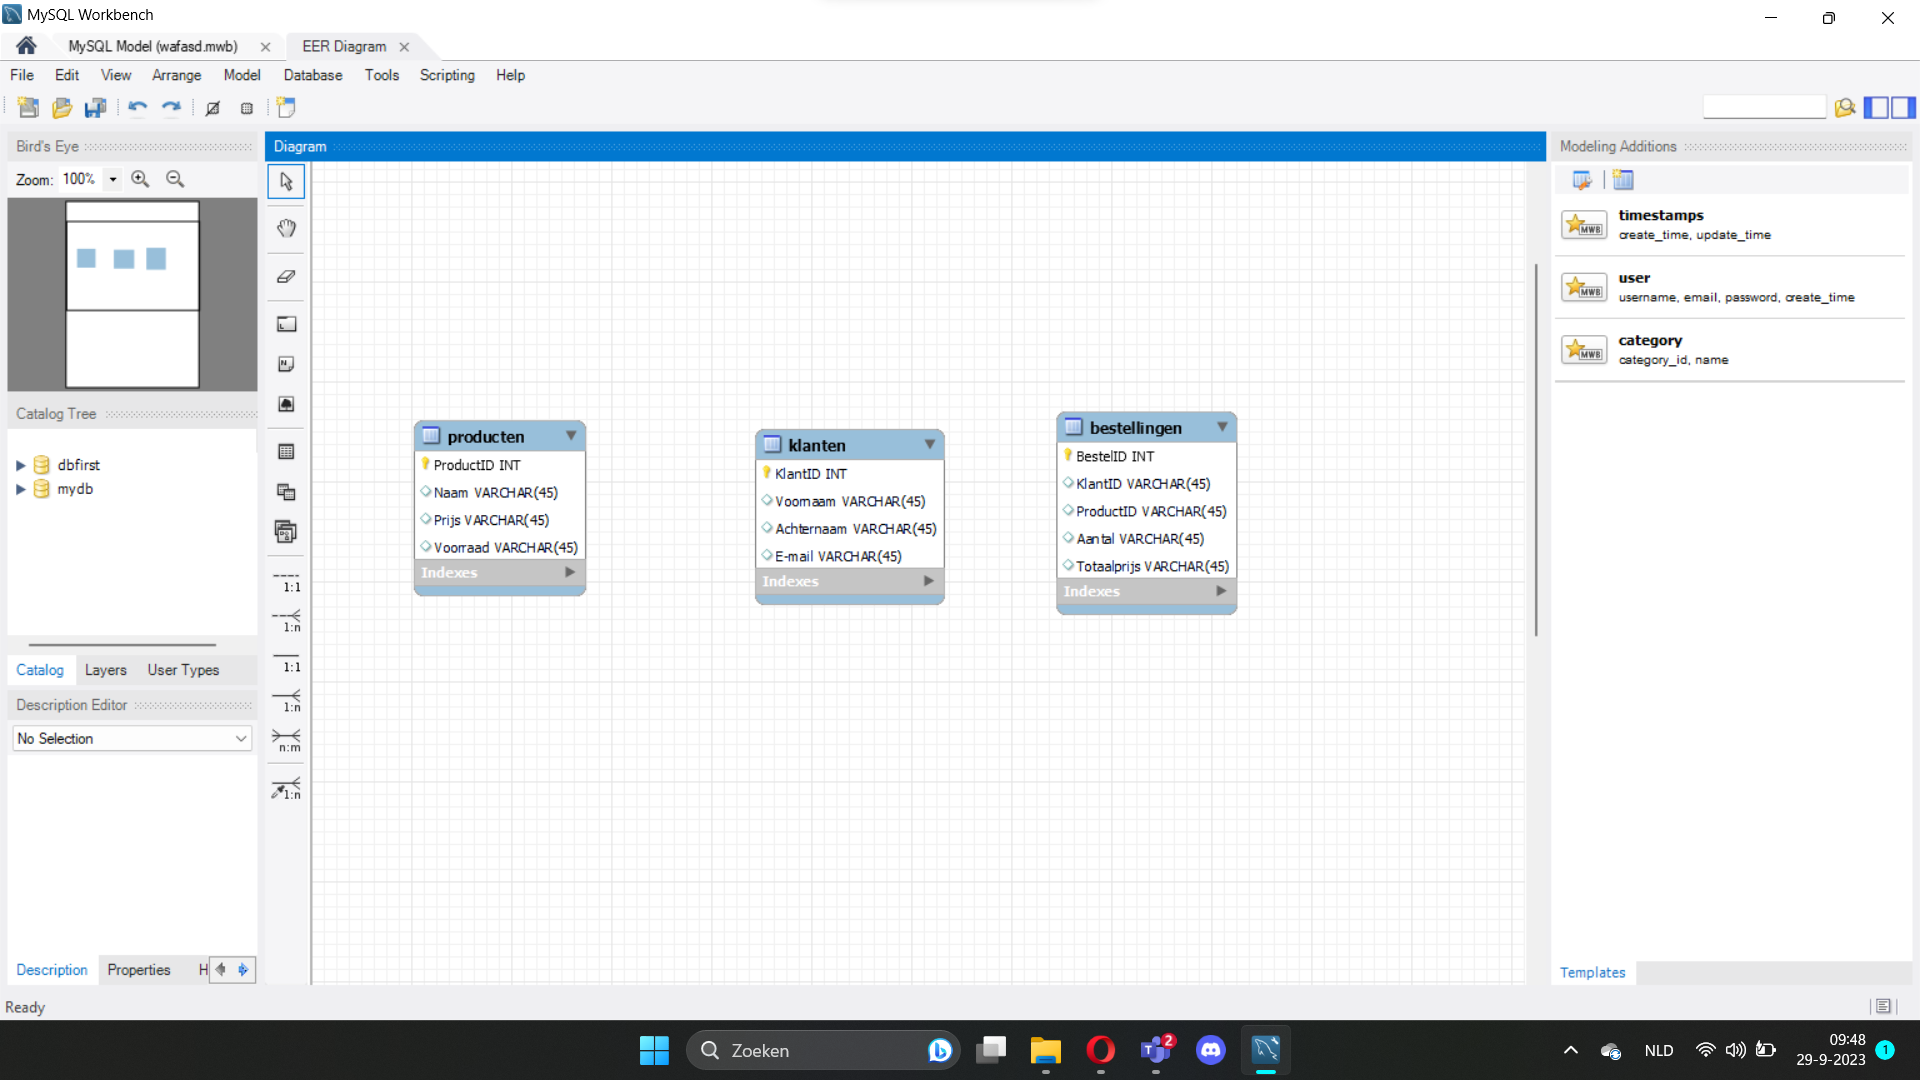 MySQL Workbench
MySQL Model (wafasd.mwb)
EER Diagram
File Edit View Arrange Model Database Tools Scripting Help
Bird's Eye
Zoom: 100%
Catalog Tree
dbfirst
mydb
Catalog Layers User Types
Description Editor
No Selection
Description Properties H
Ready
Diagram
1:1
1:n
1:1
1:n
n:m
1:n
producten
ProductID INT
Naam VARCHAR(45)
Prijs VARCHAR(45)
Voorraad VARCHAR(45)
Indexes
klanten
KlantID INT
Voornaam VARCHAR(45)
Achternaam VARCHAR(45)
E-mail VARCHAR(45)
Indexes
bestellingen
BestelID INT
KlantID VARCHAR(45)
ProductID VARCHAR(45)
Aantal VARCHAR(45)
Totaalprijs VARCHAR(45)
Indexes
Modeling Additions
MWB
timestamps
create_time, update_time
MWB
user
username, email, password, create_time
MWB
category
category_id, name
Templates
Zoeken
2
NLD
09:48
29-9-2023
1